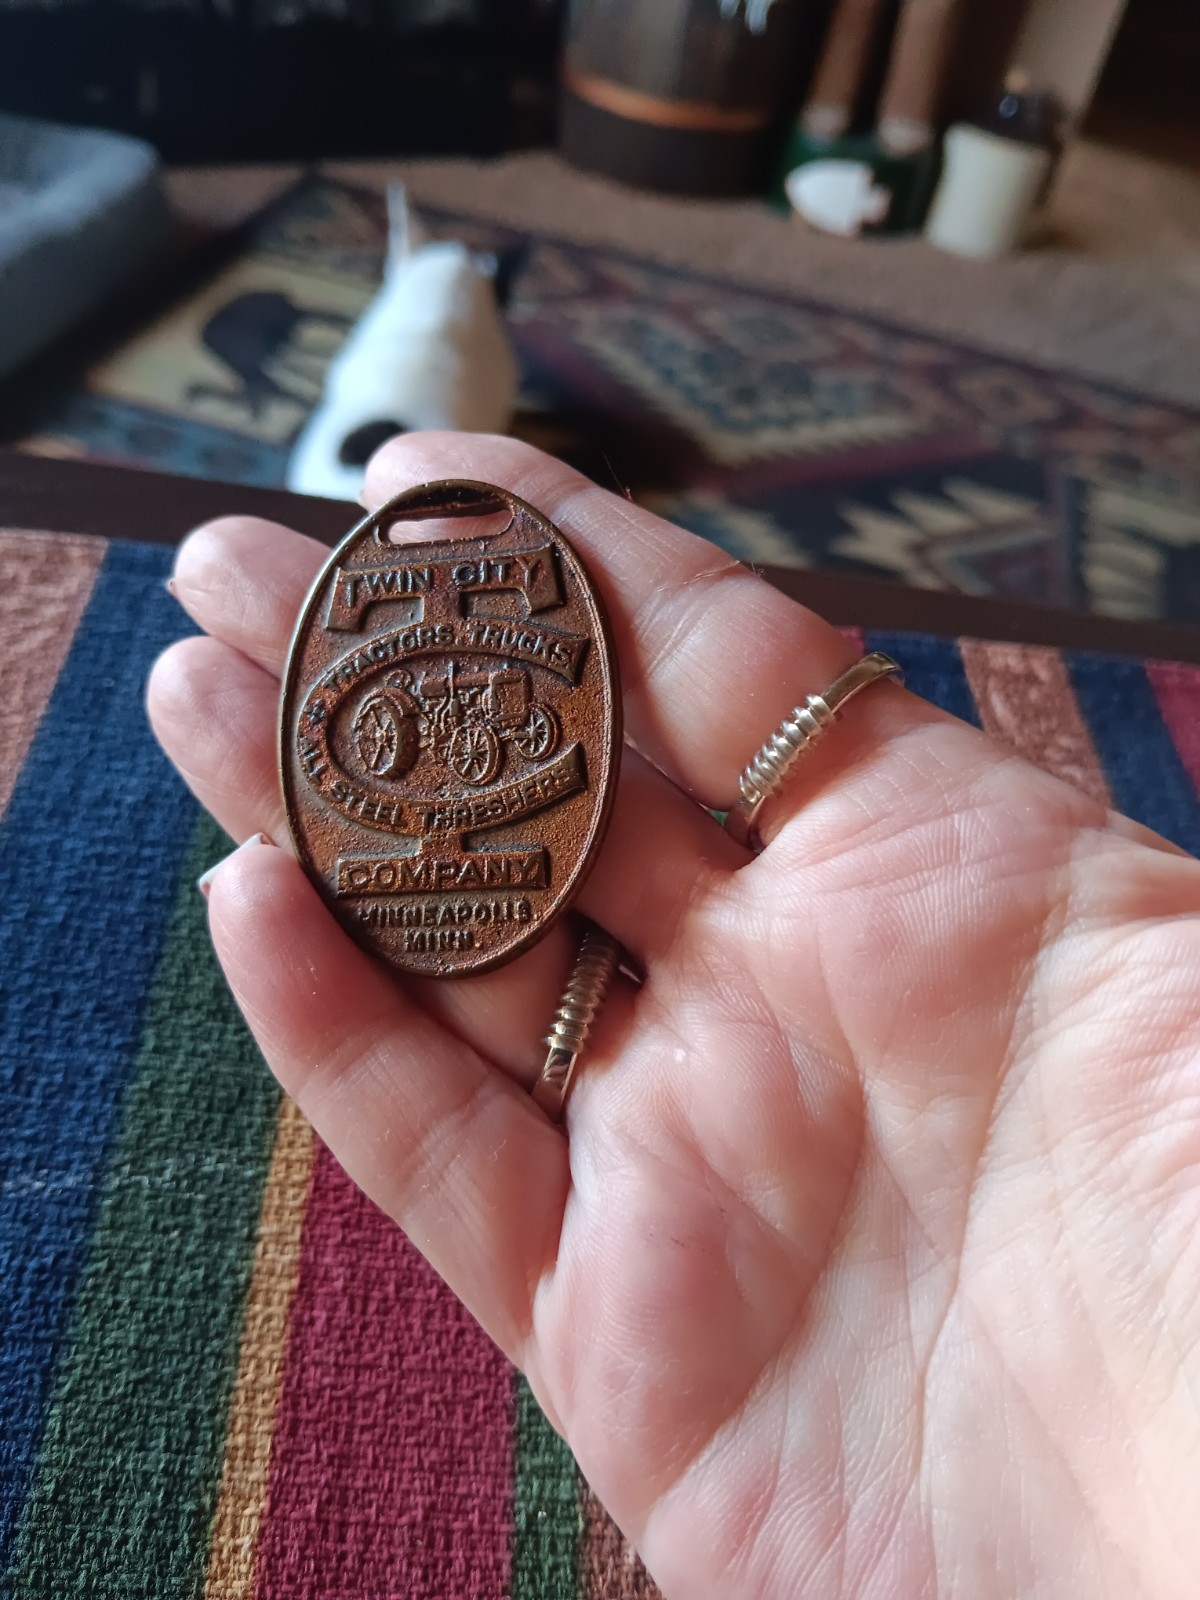 TWIN CITY
TRACTORS TRUCKS
ALL STEEL THRESHERS
COMPANY
MINNEAPOLIS
MINN.